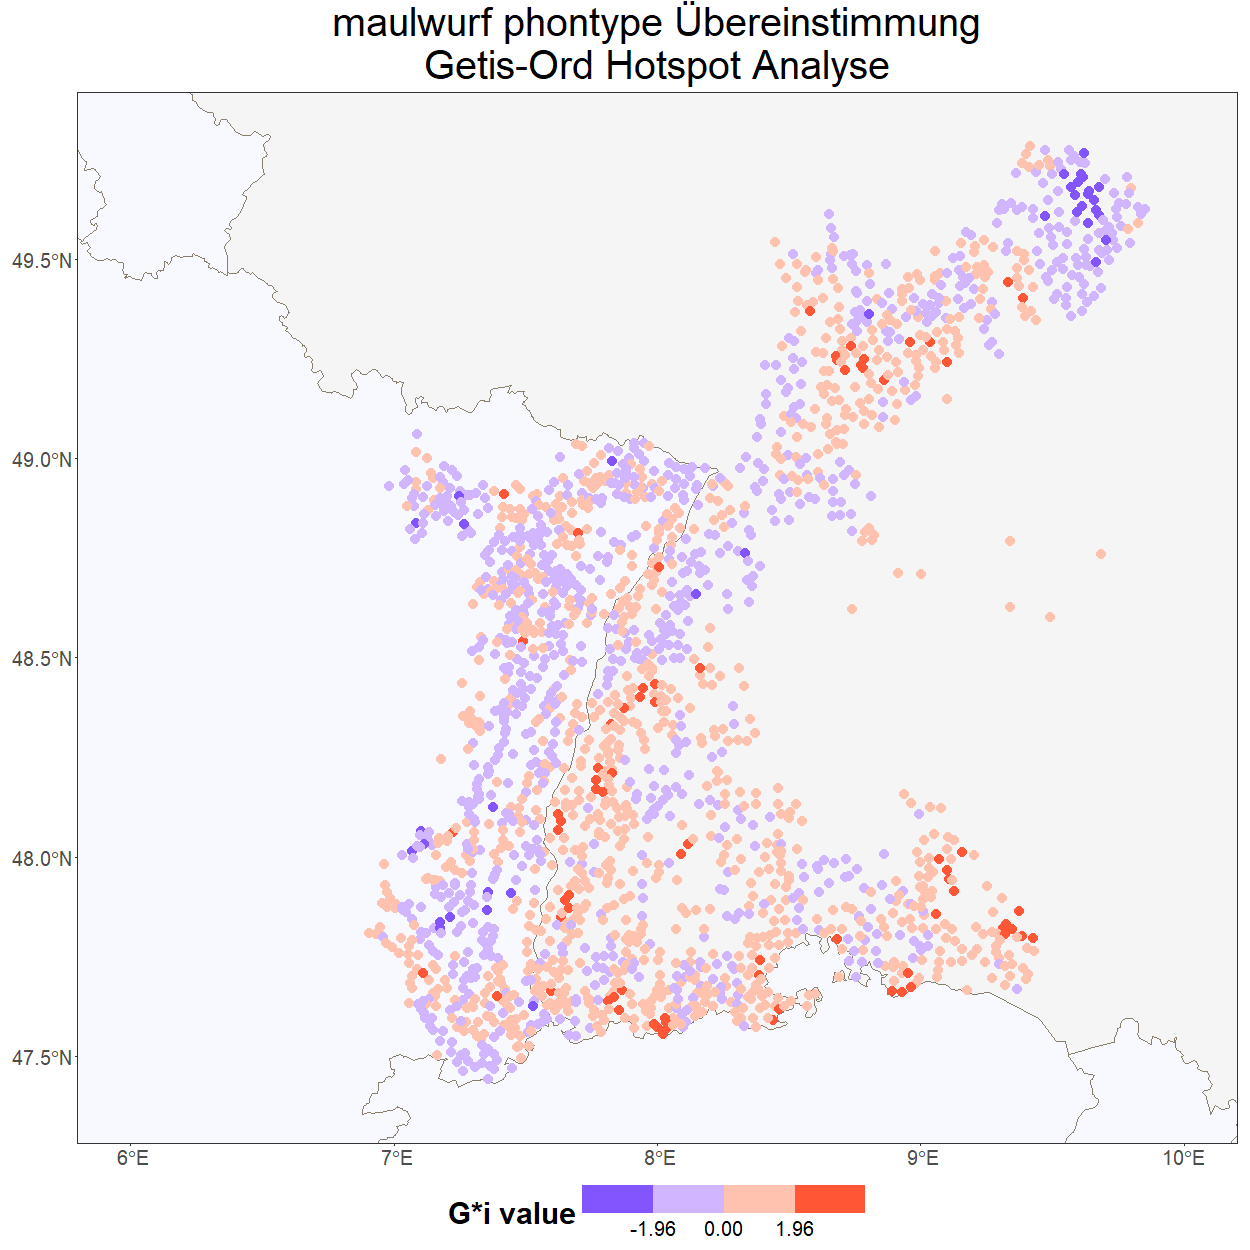 maulwurf phontype Übereinstimmung
Getis-Ord Hotspot Analyse
49.5°N
49.0°N
48.5°N
48.0°N
47.5°N
6°E 7°E 8°E 9°E 10°E
G*i value
-1.96 0.00 1.96